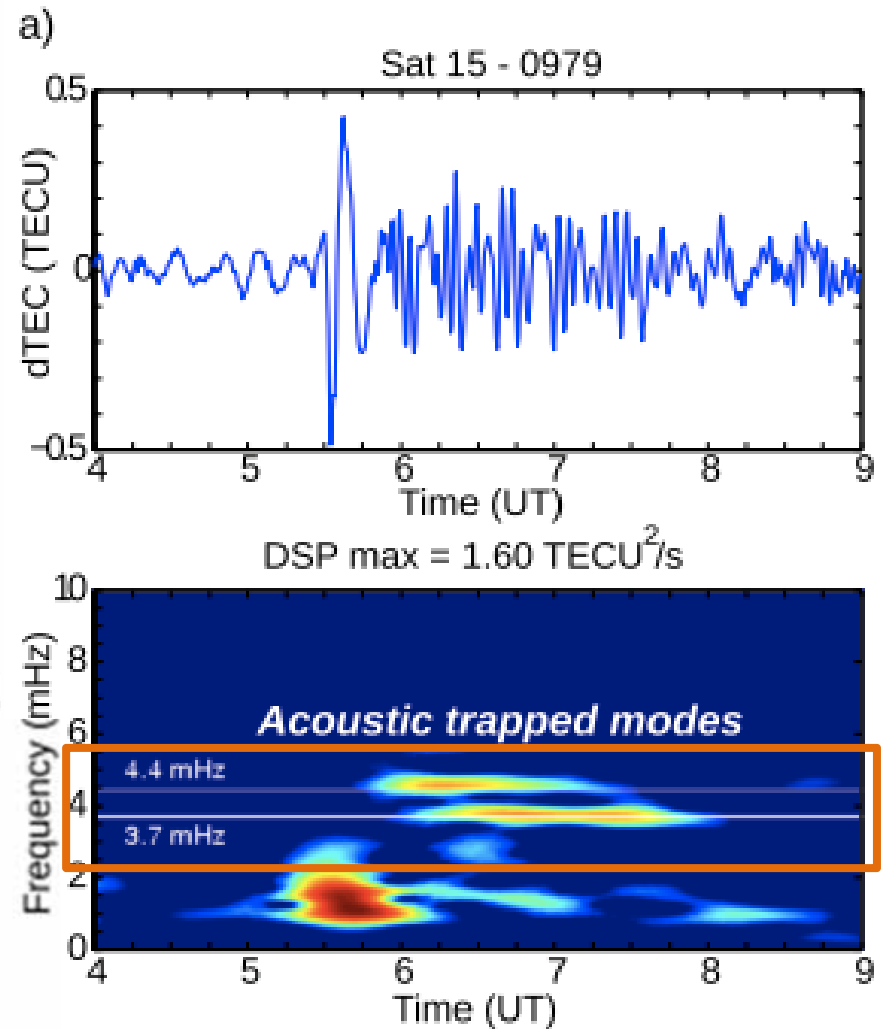 a)
Sat 15 - 0979
0.5
0
−0.5
dTEC (TECU)
4 5 6 7 8 9
Time (UT)
DSP max = 1.60 TECU²/s
10
8
6
4
2
0
Frequency (mHz)
Acoustic trapped modes
4.4 mHz
3.7 mHz
4 5 6 7 8 9
Time (UT)